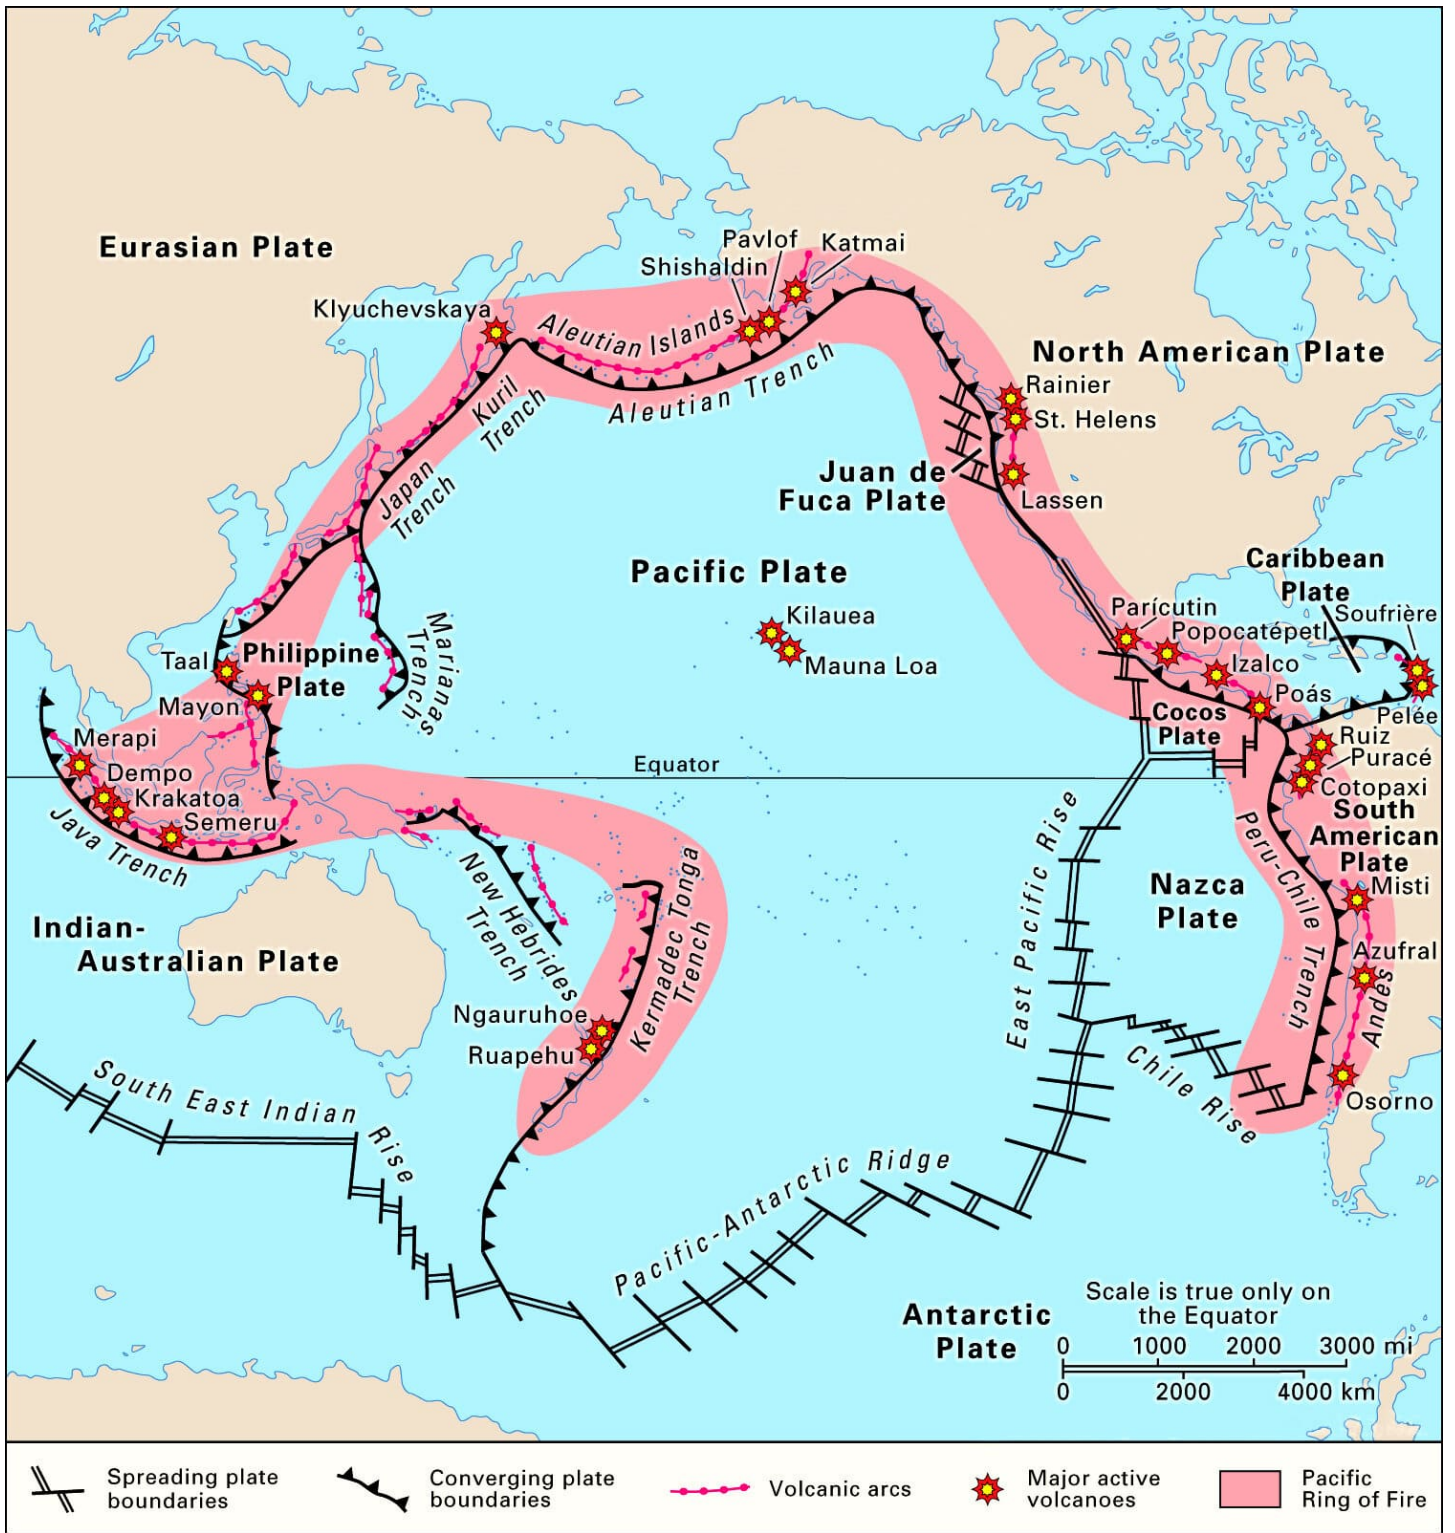 Pavlof
Katmai
Shishaldin
Eurasian Plate
Klyuchevskaya
Aleutian Islands
Aleutian Trench
North American Plate
Kuril
Trench
Rainier
St. Helens
Juan de
Fuca Plate
Lassen
Japan
Trench
Pacific Plate
Caribbean
Plate
Soufrière
Parícutin
Popocatépetl
Izalco
Poás
Pelée
Kilauea
Mauna Loa
Marianas
Trench
Taal
Philippine
Plate
Mayon
Merapi
Dempo
Krakatoa
Semeru
Java Trench
Equator
Cocos
Plate
Ruiz
Puracé
Cotopaxi
South
American
Plate
Misti
Peru-Chile Trench
Nazca
Plate
East Pacific Rise
New Hebrides
Trench
Kermadec Tonga
Trench
Indian-
Australian Plate
Azufral
Andes
Ngauruhoe
Ruapehu
South East Indian Rise
Chile Rise
Osorno
Pacific-Antarctic Ridge
Antarctic
Plate
Scale is true only on
the Equator
0 1000 2000 3000 mi
0 2000 4000 km
Spreading plate
boundaries
Converging plate
boundaries
Volcanic arcs
Major active
volcanoes
Pacific
Ring of Fire